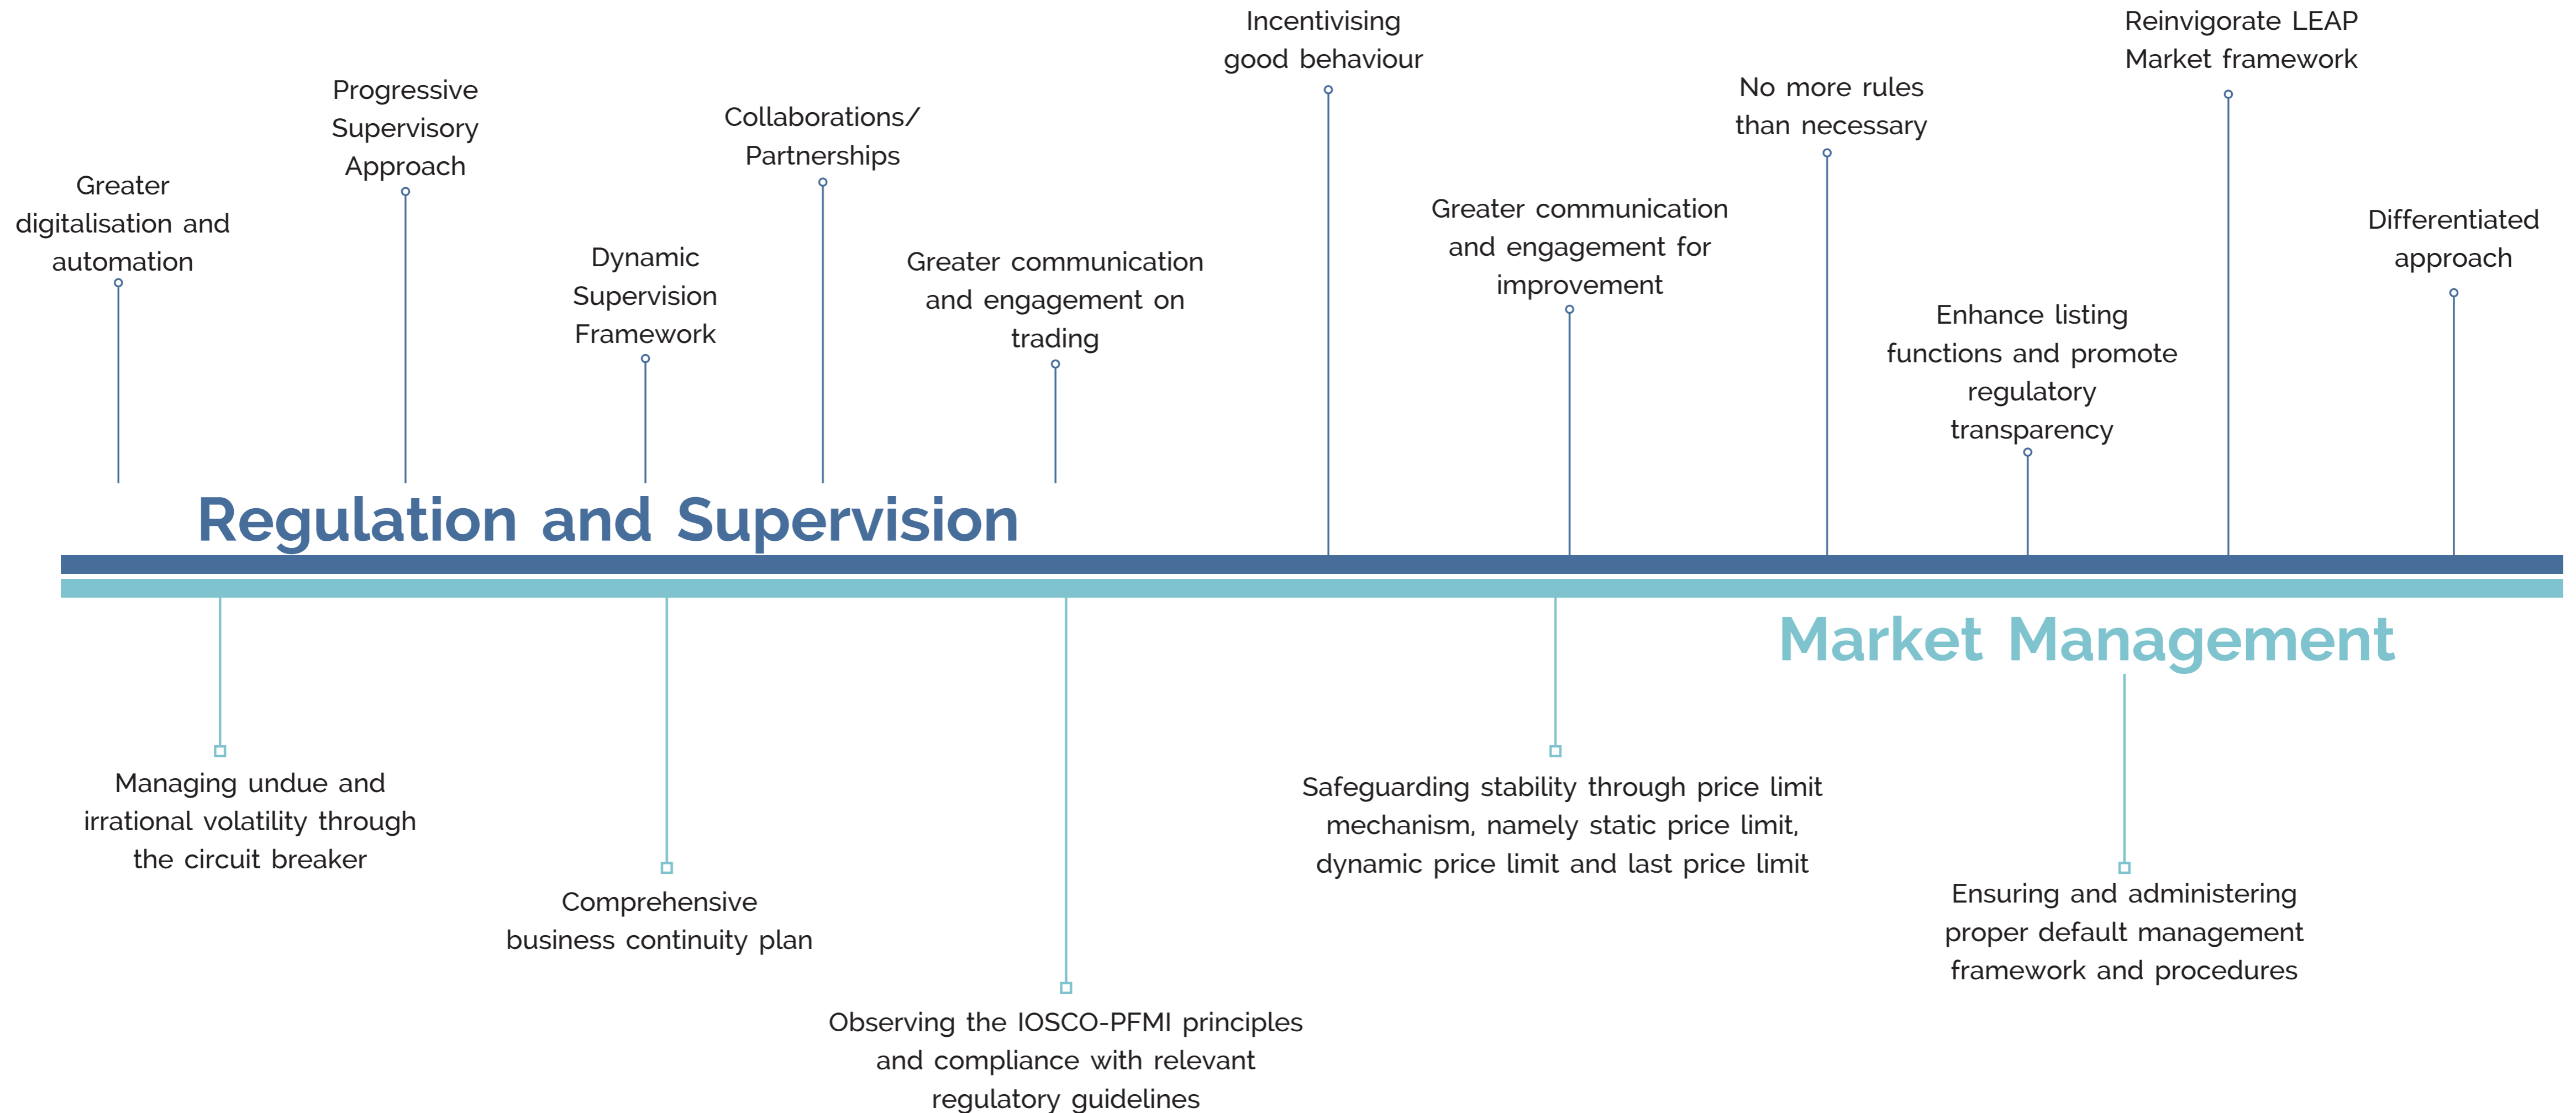 Greater
digitalisation and
automation
Progressive
Supervisory
Approach
Dynamic
Supervision
Framework
Collaborations/
Partnerships
Greater communication
and engagement on
trading
Incentivising
good behaviour
Greater communication
and engagement for
improvement
No more rules
than necessary
Enhance listing
functions and promote
regulatory
transparency
Reinvigorate LEAP
Market framework
Differentiated
approach
Regulation and Supervision
Market Management
Managing undue and
irrational volatility through
the circuit breaker
Comprehensive
business continuity plan
Observing the IOSCO-PFMI principles
and compliance with relevant
regulatory guidelines
Safeguarding stability through price limit
mechanism, namely static price limit,
dynamic price limit and last price limit
Ensuring and administering
proper default management
framework and procedures